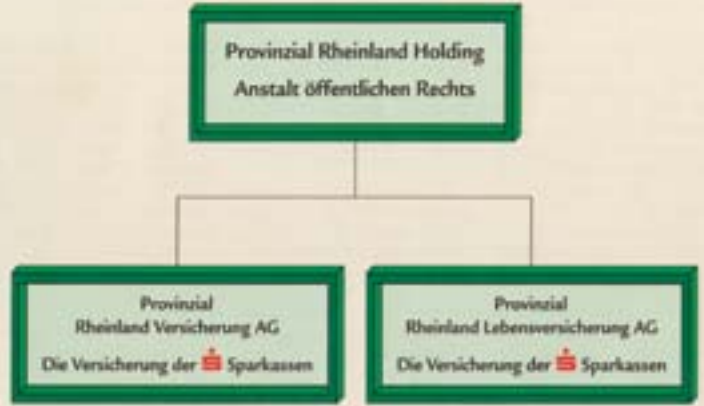 Provinzial Rheinland Holding
Anstalt öffentlichen Rechts
Provinzial
Rheinland Versicherung AG
Die Versicherung der S Sparkassen
Provinzial
Rheinland Lebensversicherung AG
Die Versicherung der S Sparkassen